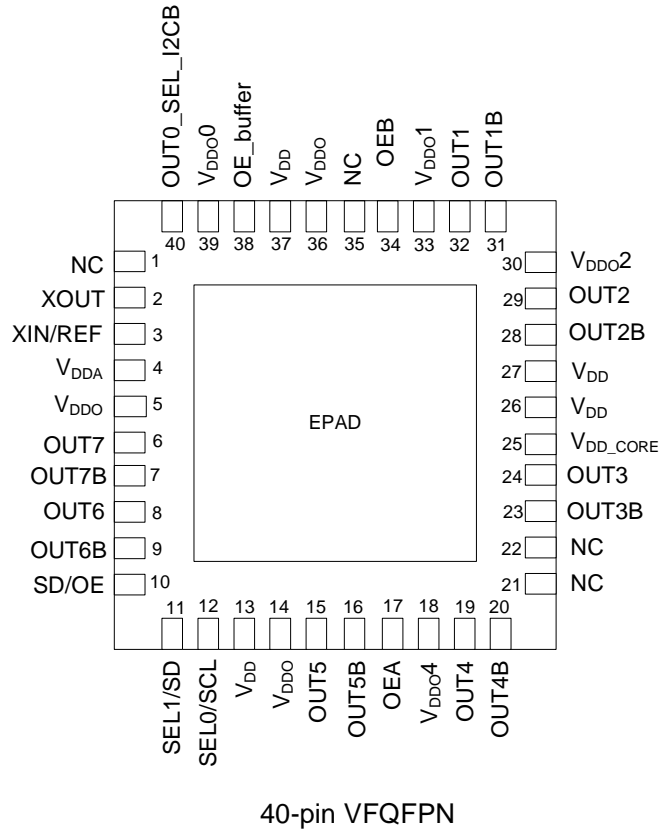 OUT0_SEL_I2CB
VDDO0
OE_buffer
VDD
VDDO
NC
OEB
VDDO1
OUT1
OUT1B
40 39 38 37 36 35 34 33 32 31
NC 1
XOUT 2
XIN/REF 3
VDDA 4
VDDO 5
OUT7 6
OUT7B 7
OUT6 8
OUT6B 9
SD/OE 10
EPAD
30 VDDO2
29 OUT2
28 OUT2B
27 VDD
26 VDD
25 VDD_CORE
24 OUT3
23 OUT3B
22 NC
21 NC
11 12 13 14 15 16 17 18 19 20
SEL1/SD
SEL0/SCL
VDD
VDDO
OUT5
OUT5B
OEA
VDDO4
OUT4
OUT4B
40-pin VFQFPN